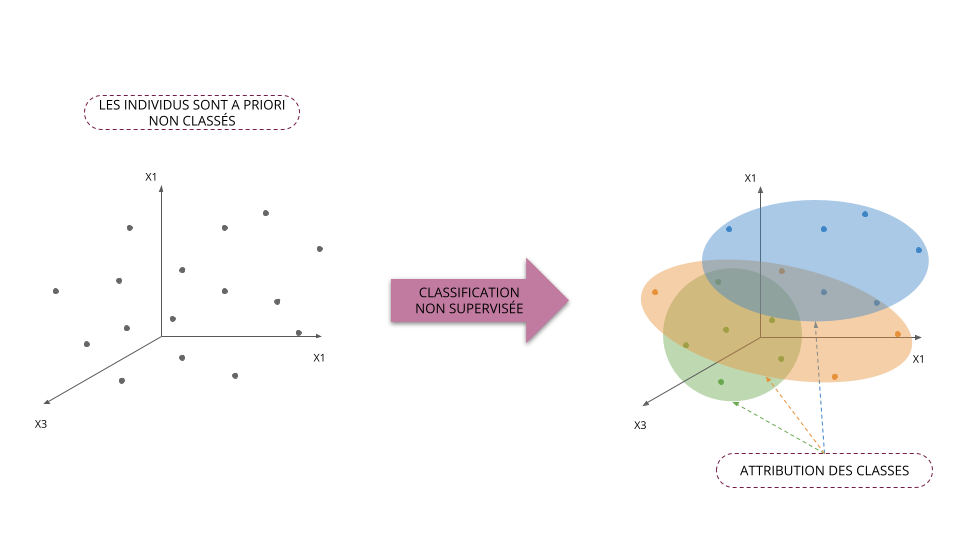 LES INDIVIDUS SONT A PRIORI
NON CLASSÉS
X1
X1
X3
CLASSIFICATION
NON SUPERVISÉE
X1
X1
X3
ATTRIBUTION DES CLASSES